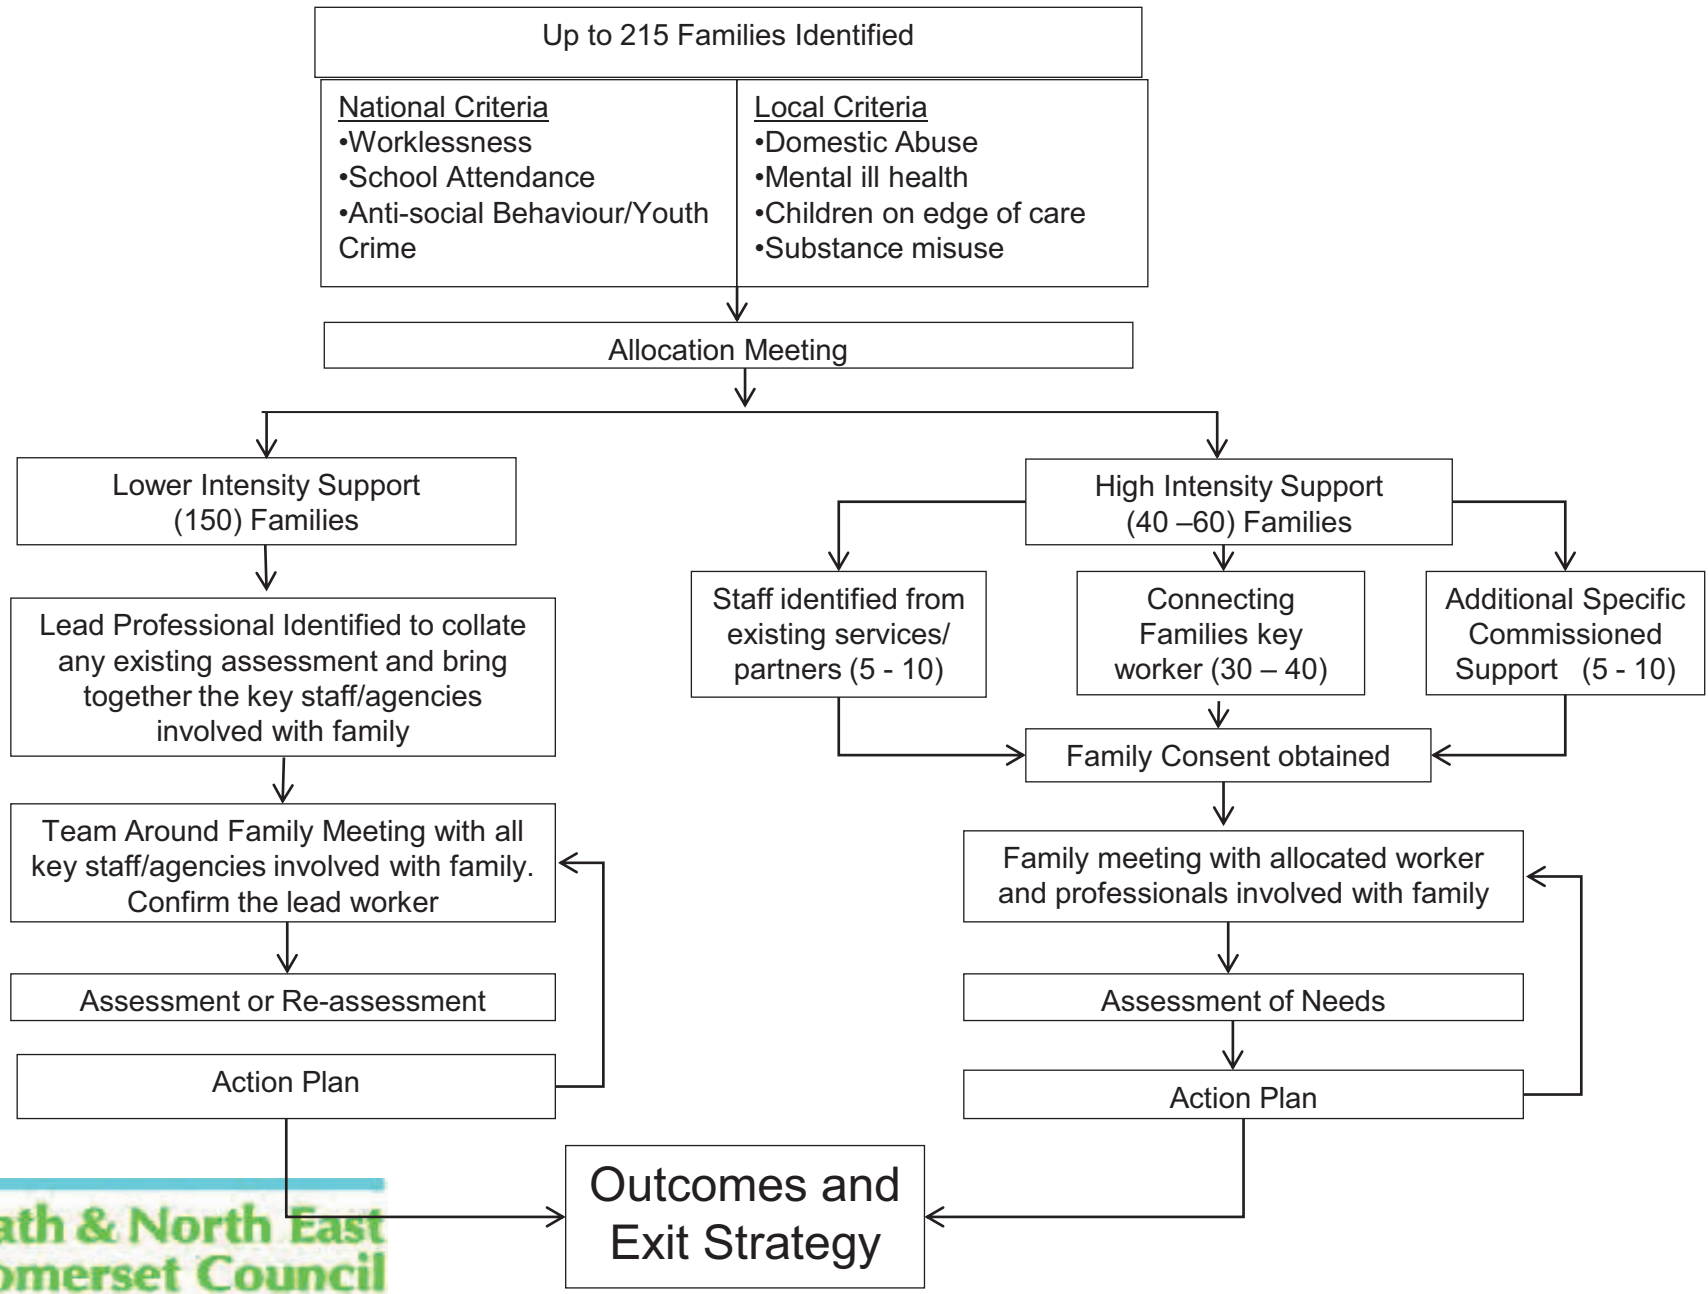 Up to 215 Families Identified
National Criteria
•Worklessness
•School Attendance
•Anti-social Behaviour/Youth
Crime
Local Criteria
•Domestic Abuse
•Mental ill health
•Children on edge of care
•Substance misuse
Allocation Meeting
Lower Intensity Support
(150) Families
High Intensity Support
(40 –60) Families
Lead Professional Identified to collate
any existing assessment and bring
together the key staff/agencies
involved with family
Staff identified from
existing services/
partners (5 - 10)
Connecting
Families key
worker (30 – 40)
Additional Specific
Commissioned
Support (5 - 10)
Family Consent obtained
Team Around Family Meeting with all
key staff/agencies involved with family.
Confirm the lead worker
Family meeting with allocated worker
and professionals involved with family
Assessment or Re-assessment
Assessment of Needs
Action Plan
Action Plan
Outcomes and
Exit Strategy
ath & North East
omerset Council